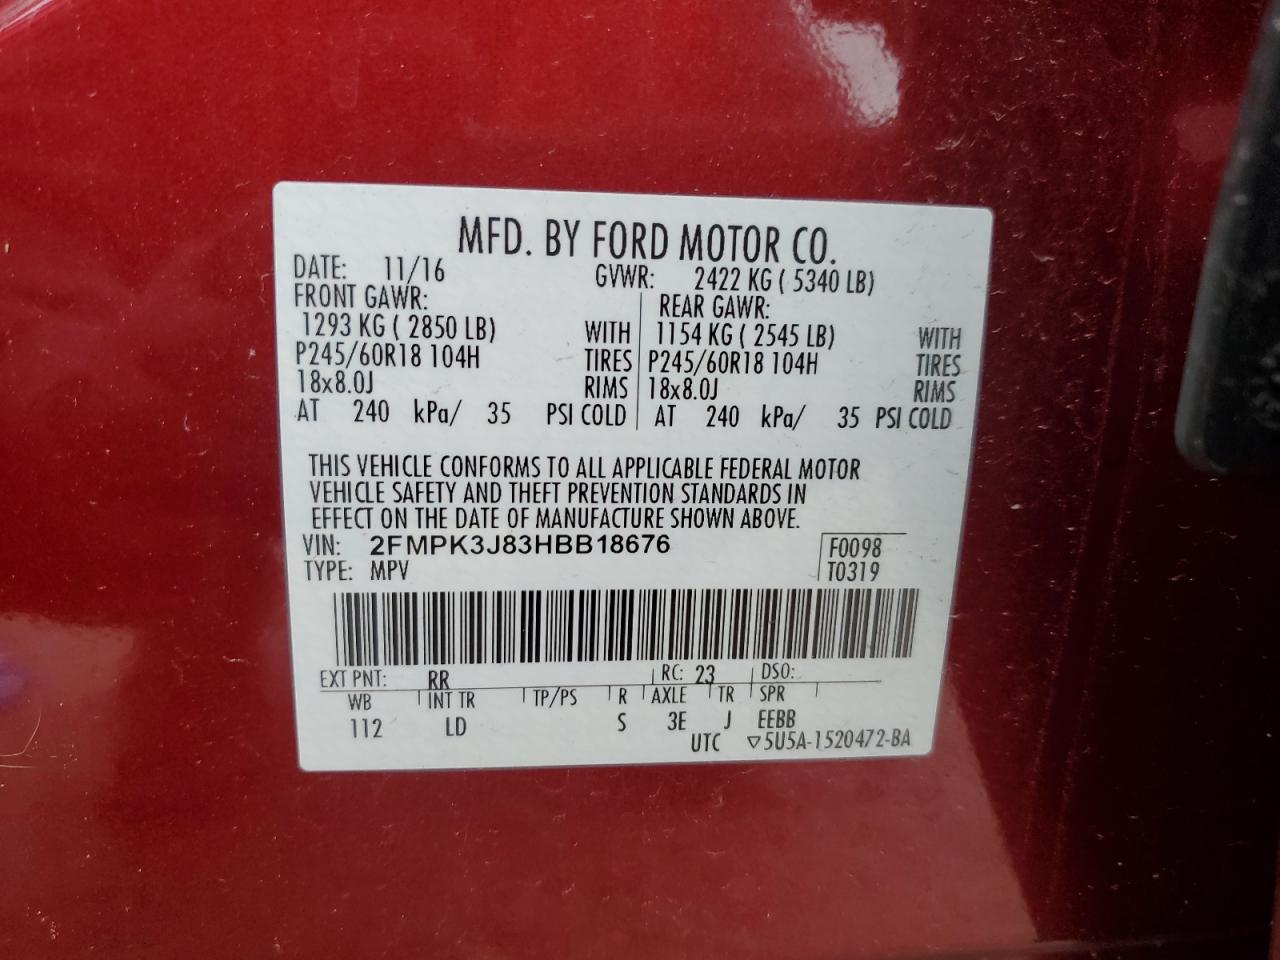 MFD. BY FORD MOTOR CO.
DATE: 11/16 GVWR: 2422 KG ( 5340 LB)
FRONT GAWR: REAR GAWR:
1293 KG ( 2850 LB) WITH 1154 KG ( 2545 LB) WITH
P245/60R18 104H TIRES P245/60R18 104H TIRES
18x8.0J RIMS 18x8.0J RIMS
AT 240 kPa/ 35 PSI COLD AT 240 kPa/ 35 PSI COLD
THIS VEHICLE CONFORMS TO ALL APPLICABLE FEDERAL MOTOR
VEHICLE SAFETY AND THEFT PREVENTION STANDARDS IN
EFFECT ON THE DATE OF MANUFACTURE SHOWN ABOVE.
VIN: 2FMPK3J83HBB18676 F0098
TYPE: MPV T0319
EXT PNT: RR RC: 23 DSO:
WB INT TR TP/PS R AXLE TR SPR
112 LD S 3E J EEBB
UTC ▽5U5A-1520472-BA